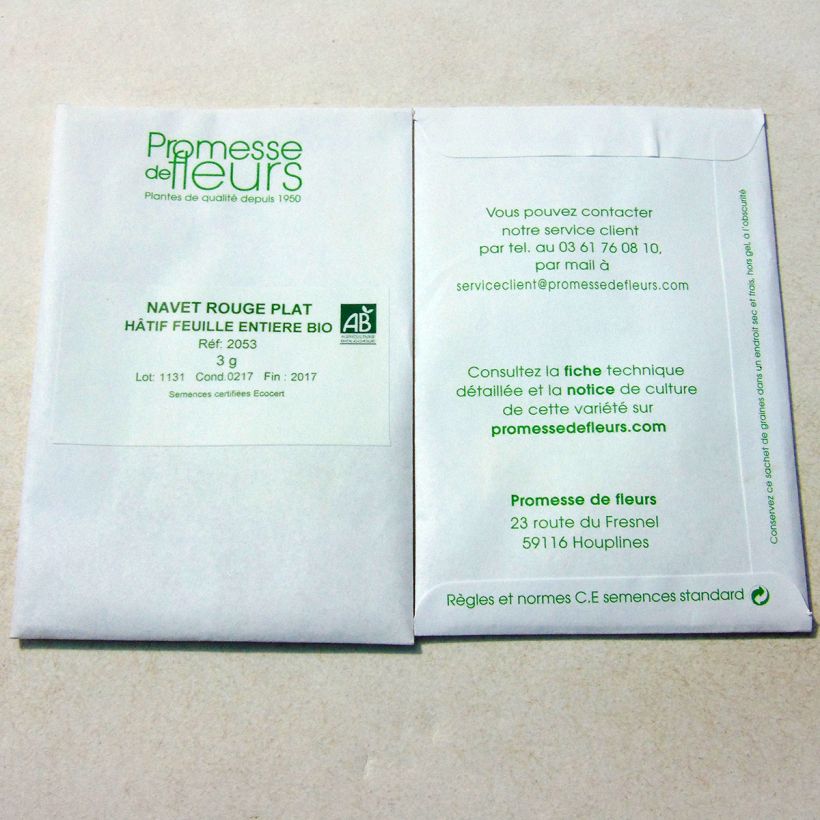 Promesse
de fleurs
Plantes de qualité depuis 1950
NAVET ROUGE PLAT
HÂTIF FEUILLE ENTIERE BIO
Réf: 2053
3 g
Lot: 1131 Cond.0217 Fin : 2017
Semences certifiées Ecocert
AB
AGRICULTURE
BIOLOGIQUE
Vous pouvez contacter
notre service client
par tel. au 03 61 76 08 10,
par mail à
serviceclient@promessedefleurs.com
Consultez la fiche technique
détaillée et la notice de culture
de cette variété sur
promessedefleurs.com
Promesse de fleurs
23 route du Fresnel
59116 Houplines
Règles et normes C.E semences standard
Conservez ce sachet de graines dans un endroit sec et frais, hors gel, à l'obscurité